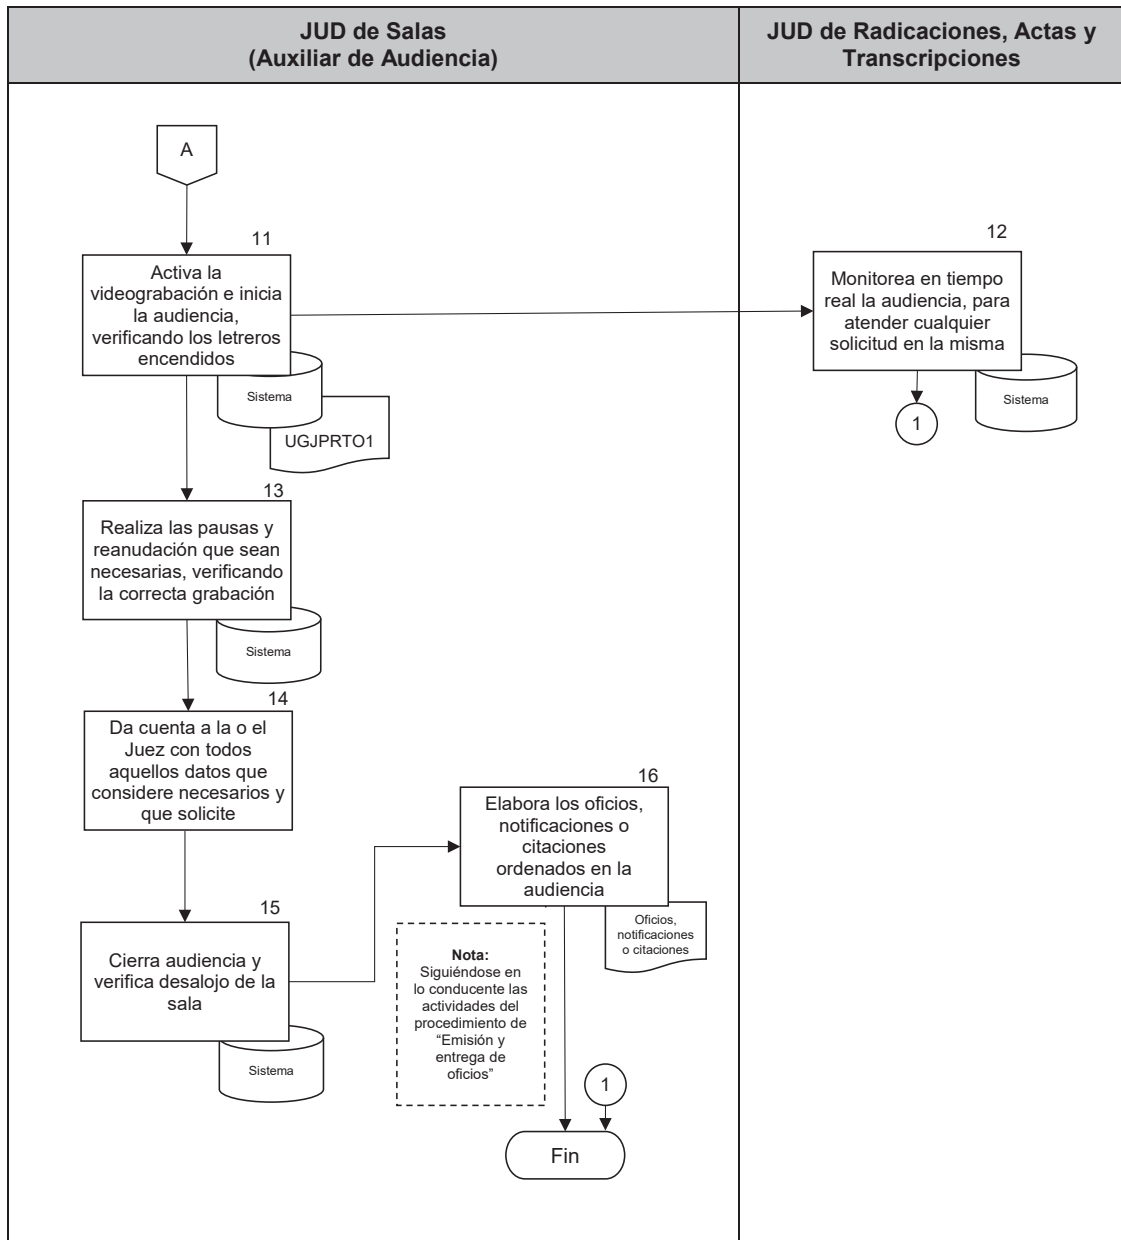 JUD de Salas
(Auxiliar de Audiencia)
JUD de Radicaciones, Actas y
Transcripciones
A
11
Activa la
videograbación e inicia
la audiencia,
verificando los letreros
encendidos
Sistema
UGJPRTO1
12
Monitorea en tiempo
real la audiencia, para
atender cualquier
solicitud en la misma
Sistema
1
13
Realiza las pausas y
reanudación que sean
necesarias, verificando
la correcta grabación
Sistema
14
Da cuenta a la o el
Juez con todos
aquellos datos que
considere necesarios y
que solicite
15
Cierra audiencia y
verifica desalojo de la
sala
Sistema
16
Elabora los oficios,
notificaciones o
citaciones
ordenados en la
audiencia
Oficios,
notificaciones
o citaciones
Nota:
Siguiéndose en
lo conducente las
actividades del
procedimiento de
“Emisión y
entrega de
oficios”
1
Fin